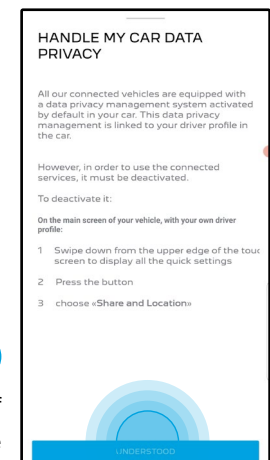 HANDLE MY CAR DATA
PRIVACY
All our connected vehicles are equipped with
a data privacy management system activated
by default in your car. This data privacy
management is linked to your driver profile in
the car.
However, in order to use the connected
services, it must be deactivated.
To deactivate it:
On the main screen of your vehicle, with your own driver
profile:
1 Swipe down from the upper edge of the touc
screen to display all the quick settings
2 Press the button
3 choose «Share and Location»
UNDERSTOOD